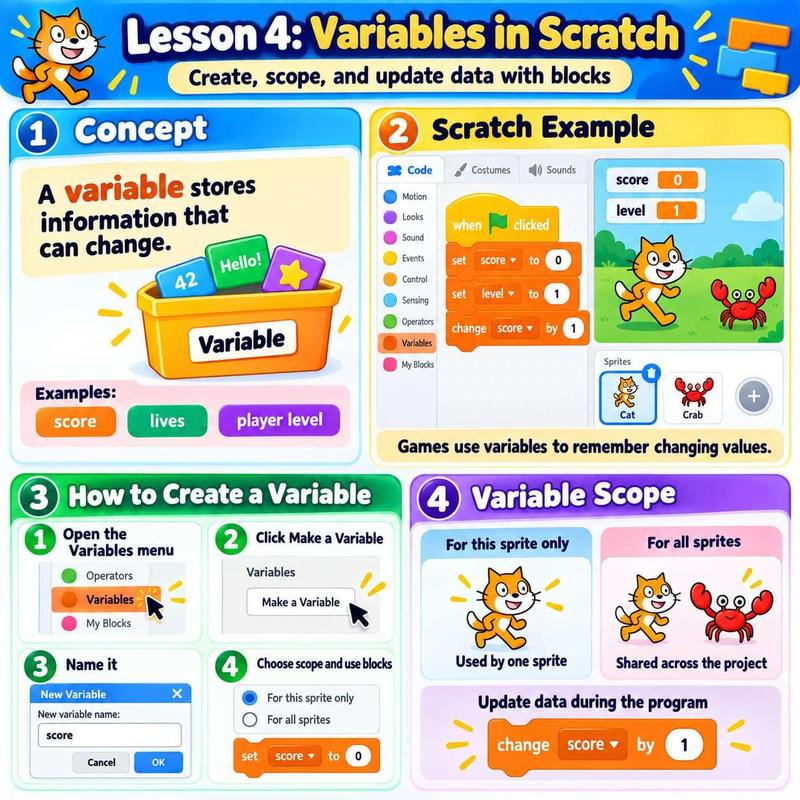 Lesson 4: Variables in Scratch
Create, scope, and update data with blocks
1 Concept
A variable stores
information that
can change.
42
Hello!
Variable
Examples:
score
lives
player level
2 Scratch Example
Code
Costumes
Sounds
Motion
Looks
Sound
Events
Control
Sensing
Operators
Variables
My Blocks
when clicked
set score to 0
set level to 1
change score by 1
score 0
level 1
Sprites
Cat
Crab
Games use variables to remember changing values.
3 How to Create a Variable
1 Open the
Variables menu
Operators
Variables
My Blocks
2 Click Make a Variable
Variables
Make a Variable
3 Name it
New Variable
New variable name:
score
Cancel
OK
4 Choose scope and use blocks
For this sprite only
For all sprites
set score to 0
4 Variable Scope
For this sprite only
Used by one sprite
For all sprites
Shared across the project
Update data during the program
change score by 1